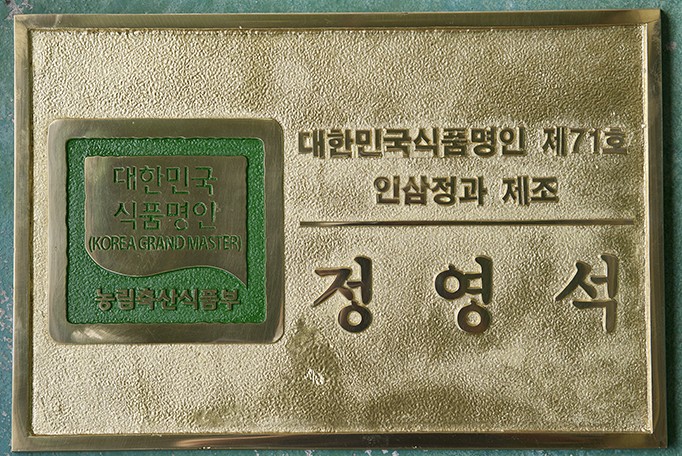 대한민국
식품명인
(KOREA GRAND MASTER)
농림축산식품부
대한민국식품명인 제71호
인삼정과 제조
정영석